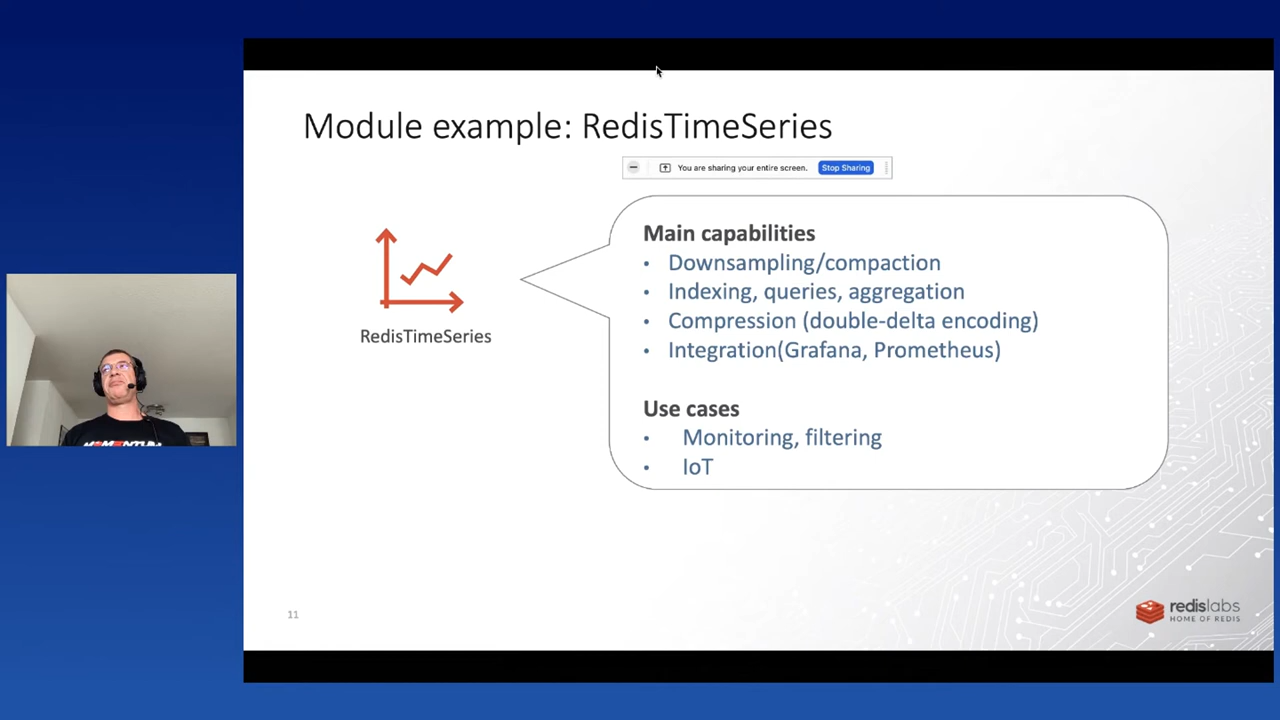 Module example: RedisTimeSeries
You are sharing your entire screen. Stop Sharing
Main capabilities
• Downsampling/compaction
• Indexing, queries, aggregation
• Compression (double-delta encoding)
• Integration(Grafana, Prometheus)
Use cases
• Monitoring, filtering
• IoT
RedisTimeSeries
MOMENTUM
11
redislabs
HOME OF REDIS